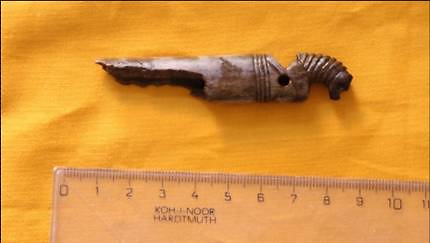 0 1 2 3 4 5 6 7 8 9 10 11
KOH-I-NOOR
HARDTMUTH